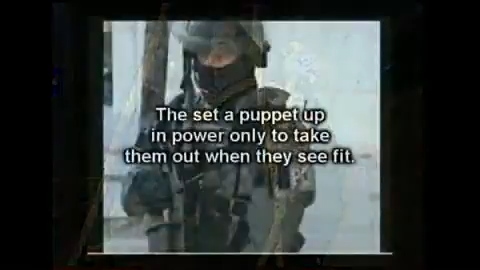 The set a puppet up
in power only to take
them out when they see fit.